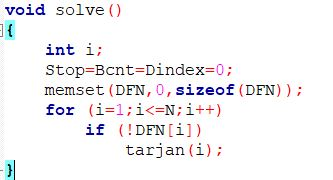 void solve()
{
    int i;
    Stop=Bcnt=Dindex=0;
    memset(DFN,0,sizeof(DFN));
    for (i=1;i<=N;i++)
        if (!DFN[i])
            tarjan(i);
}